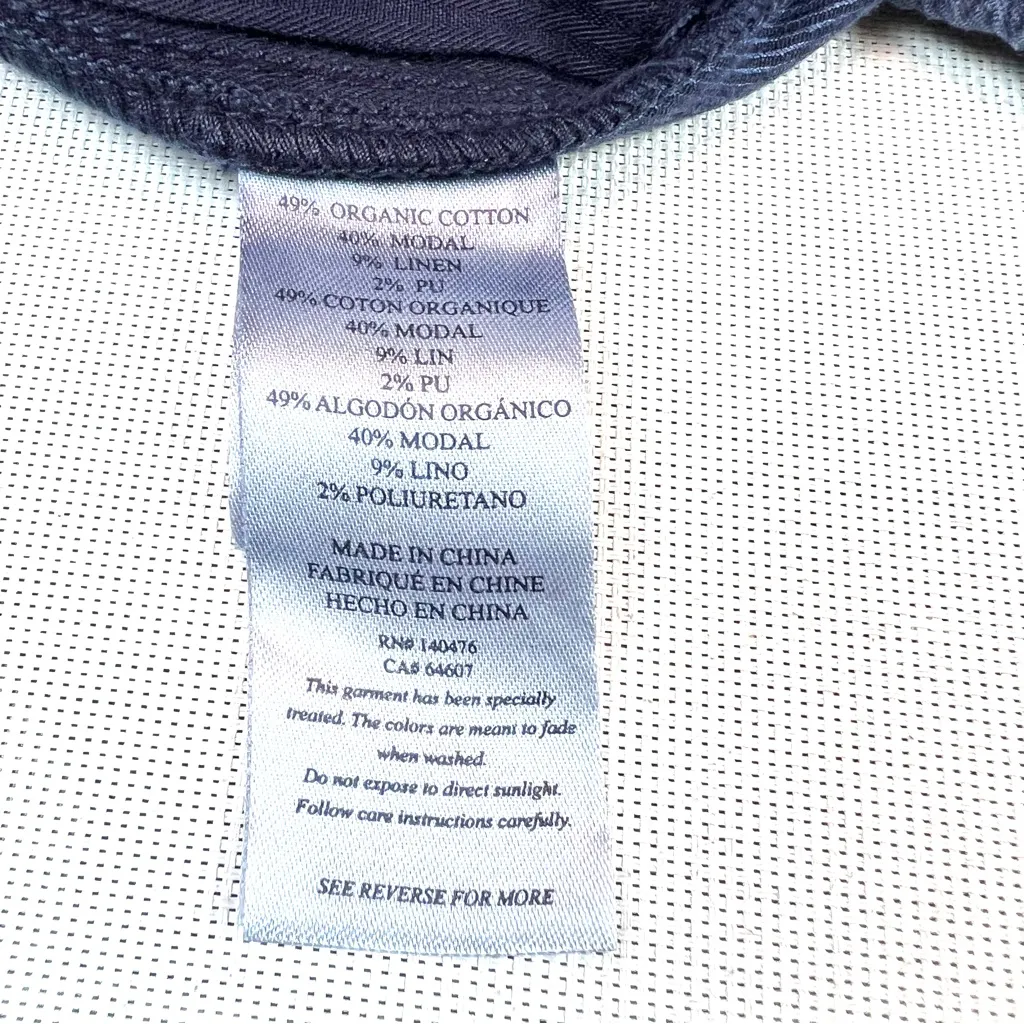 49% ORGANIC COTTON
40% MODAL
9% LINEN
2% PU
49% COTON ORGANIQUE
40% MODAL
9% LIN
2% PU
49% ALGODÓN ORGÁNICO
40% MODAL
9% LINO
2% POLIURETANO
MADE IN CHINA
FABRIQUÉ EN CHINE
HECHO EN CHINA
RN# 140476
CA# 64607
This garment has been specially
treated. The colors are meant to fade
when washed.
Do not expose to direct sunlight.
Follow care instructions carefully.
SEE REVERSE FOR MORE